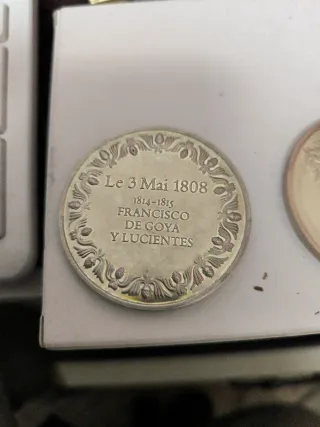 Le 3 Mai 1808
1814-1815
FRANCISCO
DE GOYA
Y LUCIENTES